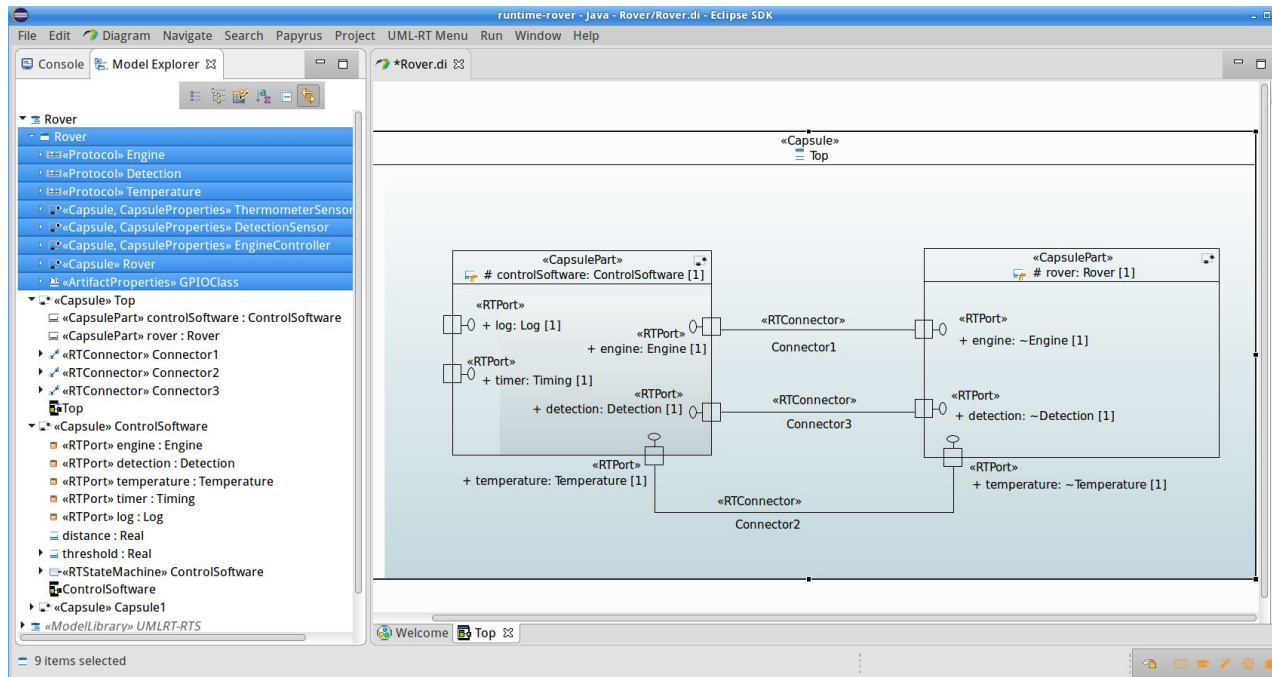 runtime-rover - Java - Rover/Rover.di - Eclipse SDK
File Edit Diagram Navigate Search Papyrus Project UML-RT Menu Run Window Help
Console Model Explorer
*Rover.di
Rover
Rover
«Protocol» Engine
«Protocol» Detection
«Protocol» Temperature
«Capsule, CapsuleProperties» ThermometerSensor
«Capsule, CapsuleProperties» DetectionSensor
«Capsule, CapsuleProperties» EngineController
«Capsule» Rover
«ArtifactProperties» GPIOClass
«Capsule» Top
«CapsulePart» controlSoftware : ControlSoftware
«CapsulePart» rover : Rover
«RTConnector» Connector1
«RTConnector» Connector2
«RTConnector» Connector3
Top
«Capsule» ControlSoftware
«RTPort» engine : Engine
«RTPort» detection : Detection
«RTPort» temperature : Temperature
«RTPort» timer : Timing
«RTPort» log : Log
distance : Real
threshold : Real
«RTStateMachine» ControlSoftware
ControlSoftware
«Capsule» Capsule1
«ModelLibrary» UMLRT-RTS
«Capsule»
Top
«CapsulePart»
# controlSoftware: ControlSoftware [1]
«RTPort»
+ log: Log [1]
«RTPort»
+ engine: Engine [1]
«RTPort»
+ timer: Timing [1]
«RTPort»
+ detection: Detection [1]
«RTPort»
+ temperature: Temperature [1]
«RTConnector»
Connector1
«RTConnector»
Connector3
«RTConnector»
Connector2
«CapsulePart»
# rover: Rover [1]
«RTPort»
+ engine: ~Engine [1]
«RTPort»
+ detection: ~Detection [1]
«RTPort»
+ temperature: ~Temperature [1]
Welcome Top
9 items selected